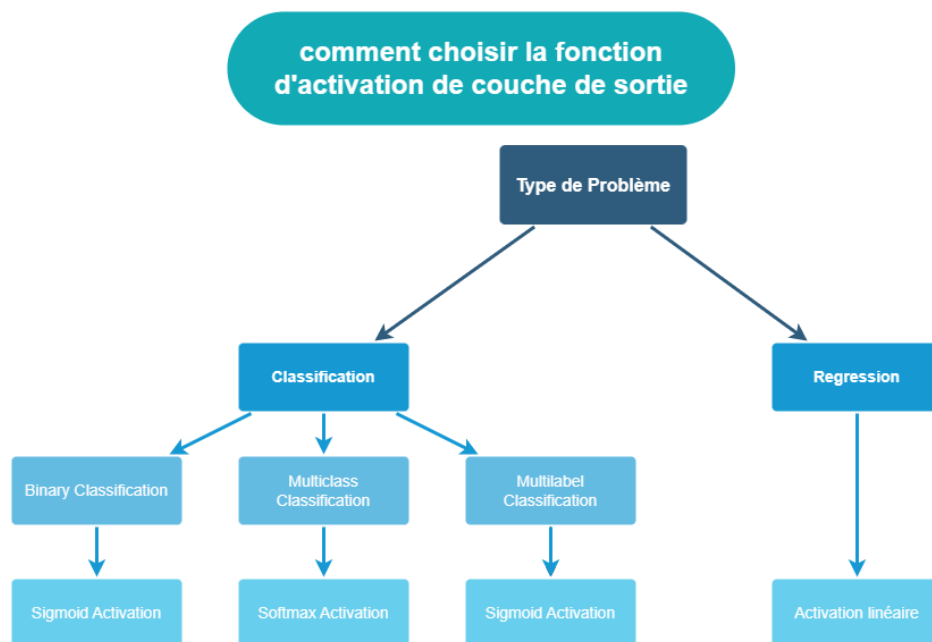 comment choisir la fonction
d'activation de couche de sortie
Type de Problème
Classification
Regression
Binary Classification
Multiclass
Classification
Multilabel
Classification
Sigmoid Activation
Softmax Activation
Sigmoid Activation
Activation linéaire